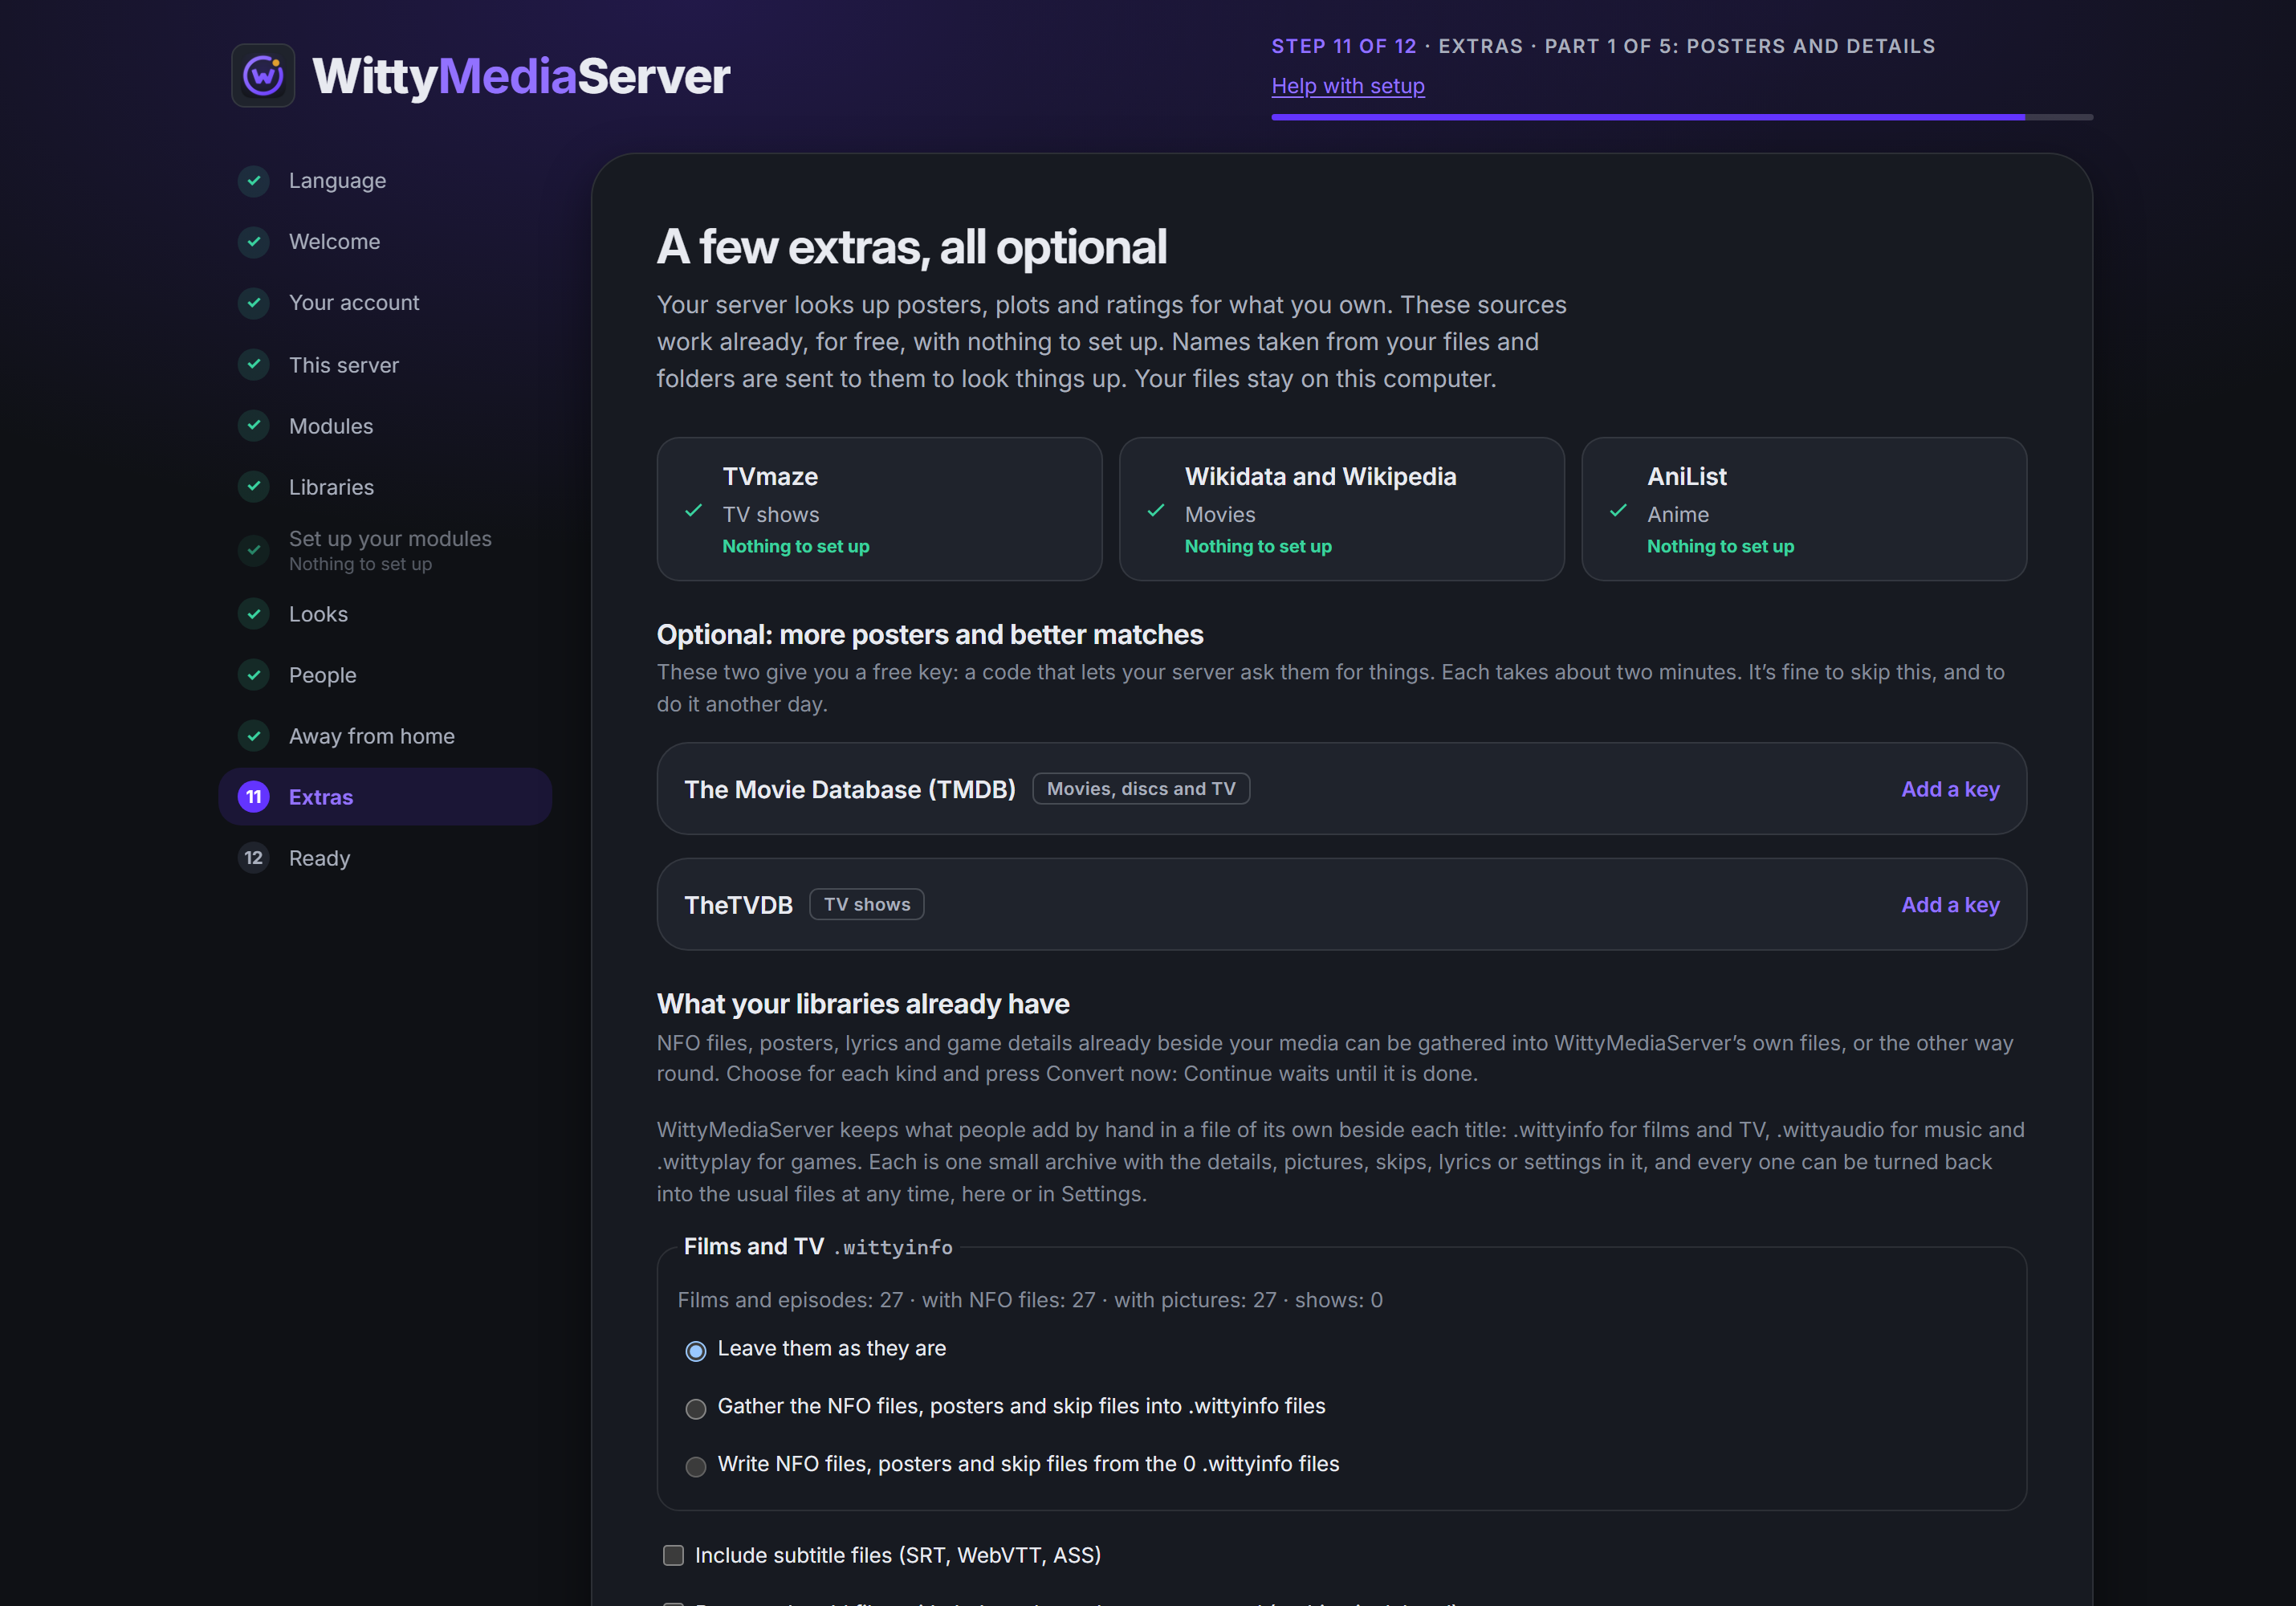 WittyMediaServer
STEP 11 OF 12 · EXTRAS · PART 1 OF 5: POSTERS AND DETAILS
Help with setup
Language
Welcome
Your account
This server
Modules
Libraries
Set up your modules
Nothing to set up
Looks
People
Away from home
11 Extras
12 Ready
A few extras, all optional
Your server looks up posters, plots and ratings for what you own. These sources
work already, for free, with nothing to set up. Names taken from your files and
folders are sent to them to look things up. Your files stay on this computer.
TVmaze
TV shows
Nothing to set up
Wikidata and Wikipedia
Movies
Nothing to set up
AniList
Anime
Nothing to set up
Optional: more posters and better matches
These two give you a free key: a code that lets your server ask them for things. Each takes about two minutes. It’s fine to skip this, and to
do it another day.
The Movie Database (TMDB) Movies, discs and TV Add a key
TheTVDB TV shows Add a key
What your libraries already have
NFO files, posters, lyrics and game details already beside your media can be gathered into WittyMediaServer’s own files, or the other way
round. Choose for each kind and press Convert now: Continue waits until it is done.
WittyMediaServer keeps what people add by hand in a file of its own beside each title: .wittyinfo for films and TV, .wittyaudio for music and
.wittyplay for games. Each is one small archive with the details, pictures, skips, lyrics or settings in it, and every one can be turned back
into the usual files at any time, here or in Settings.
Films and TV .wittyinfo
Films and episodes: 27 · with NFO files: 27 · with pictures: 27 · shows: 0
Leave them as they are
Gather the NFO files, posters and skip files into .wittyinfo files
Write NFO files, posters and skip files from the 0 .wittyinfo files
Include subtitle files (SRT, WebVTT, ASS)